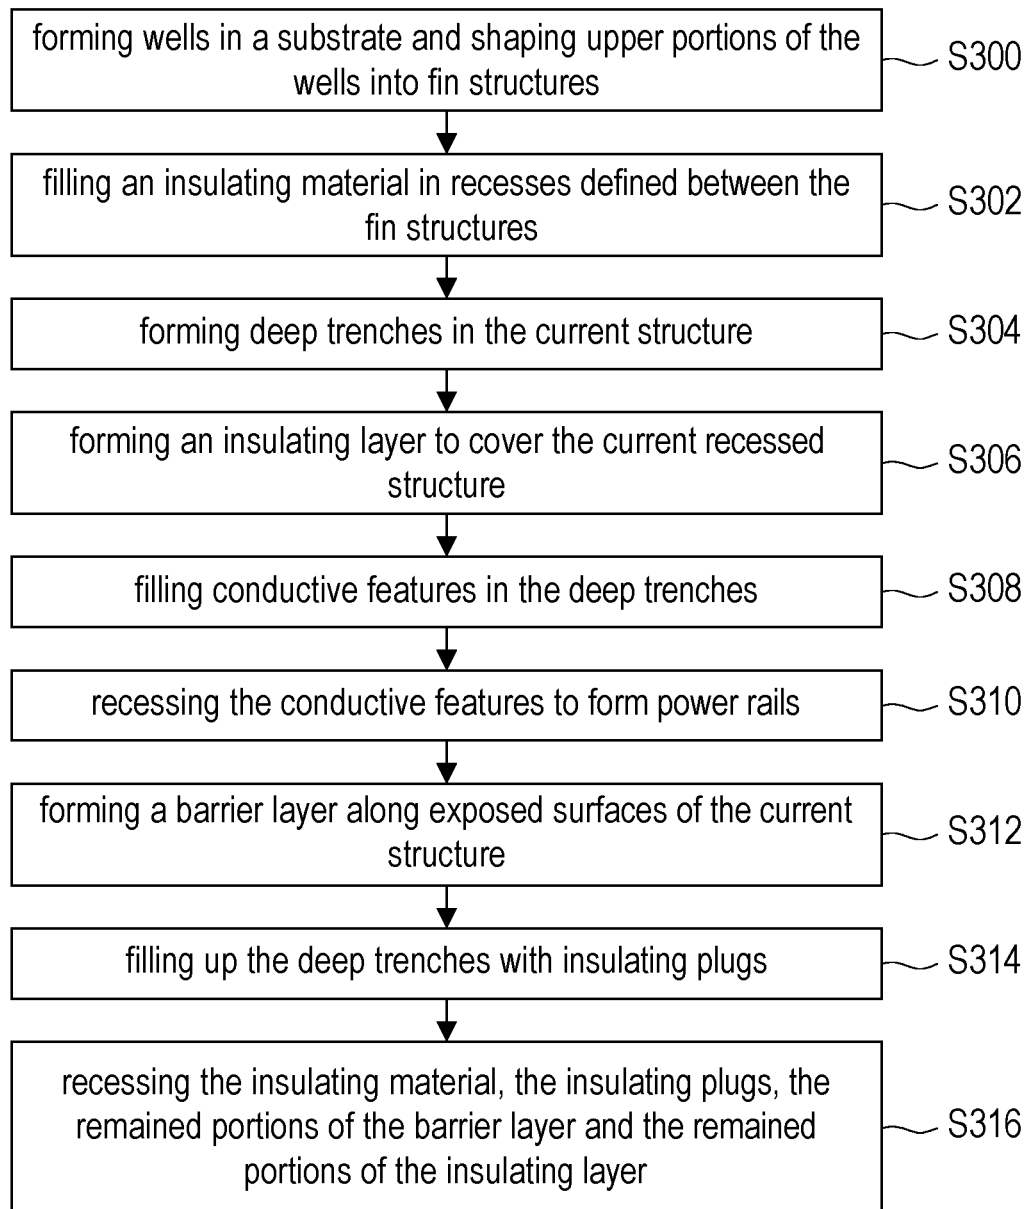 forming wells in a substrate and shaping upper portions of the
wells into fin structures
S300
filling an insulating material in recesses defined between the
fin structures
S302
forming deep trenches in the current structure
S304
forming an insulating layer to cover the current recessed
structure
S306
filling conductive features in the deep trenches
S308
recessing the conductive features to form power rails
S310
forming a barrier layer along exposed surfaces of the current
structure
S312
filling up the deep trenches with insulating plugs
S314
recessing the insulating material, the insulating plugs, the
remained portions of the barrier layer and the remained
portions of the insulating layer
S316